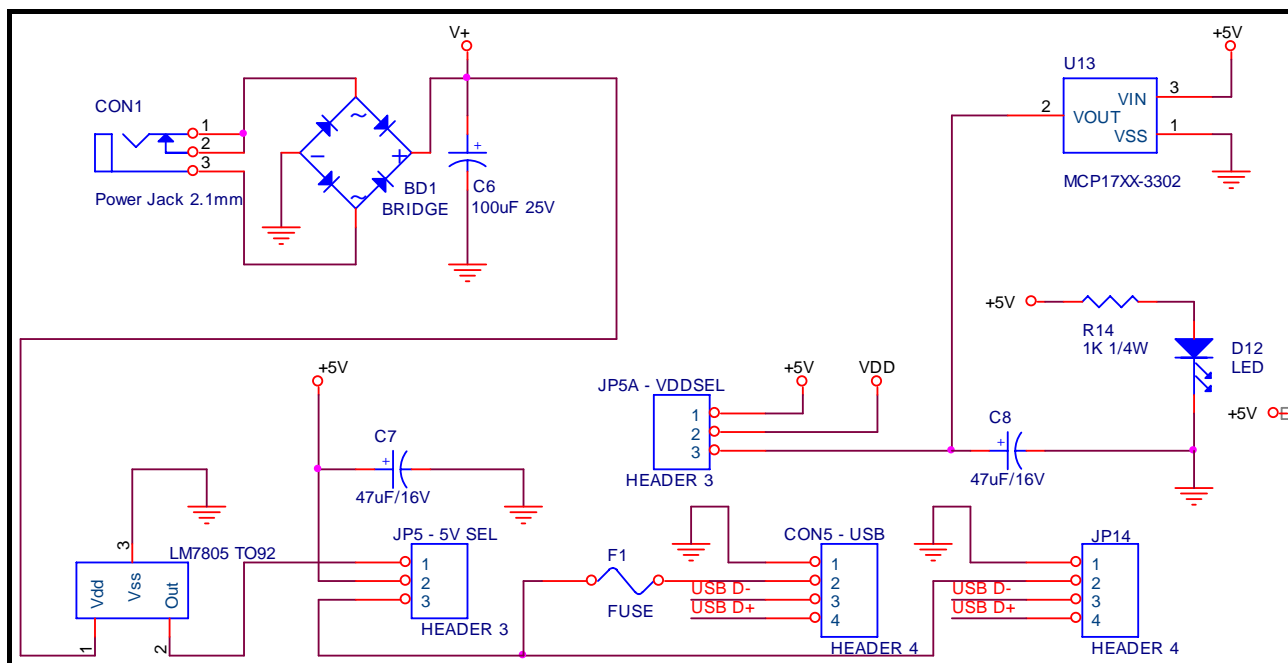 V+
CON1
1
2
3
Power Jack 2.1mm
~
~
-
+
BD1
BRIDGE
+
C6
100uF 25V
+5V
U13
3
VIN
2
VOUT
1
VSS
MCP17XX-3302
+5V
R14
1K 1/4W
D12
LED
+5V
+5V
C7
+
47uF/16V
JP5A - VDDSEL
+5V
VDD
1
2
3
HEADER 3
C8
+
47uF/16V
3
LM7805 TO92
Vdd
Vss
Out
1
2
JP5 - 5V SEL
1
2
3
HEADER 3
F1
FUSE
CON5 - USB
1
2
USB D-
3
USB D+
4
HEADER 4
JP14
1
2
USB D-
3
USB D+
4
HEADER 4